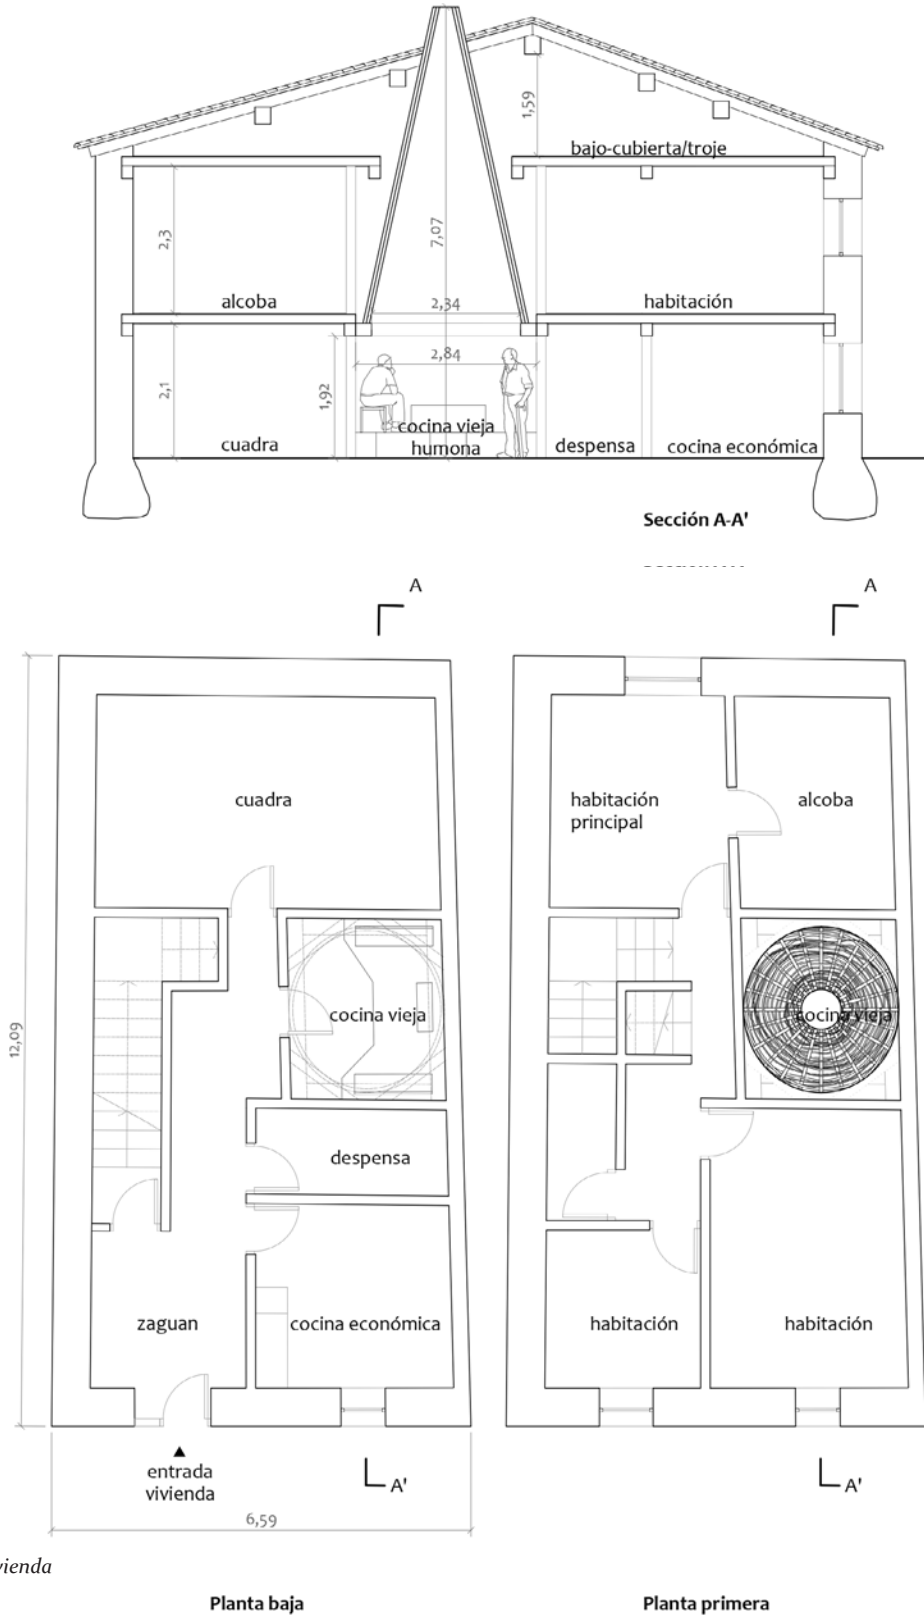 1,59
bajo-cubierta/troje
2,3
7,07
alcoba
2,34
habitación
2,84
2,1
1,92
cuadra
cocina vieja
humona
despensa
cocina económica
Sección A-A'
A
A
cuadra
habitación
principal
alcoba
12,09
cocina vieja
cocina vieja
despensa
zaguan
cocina económica
habitación
habitación
entrada
vivienda
A'
A'
6,59
vienda
Planta baja
Planta primera